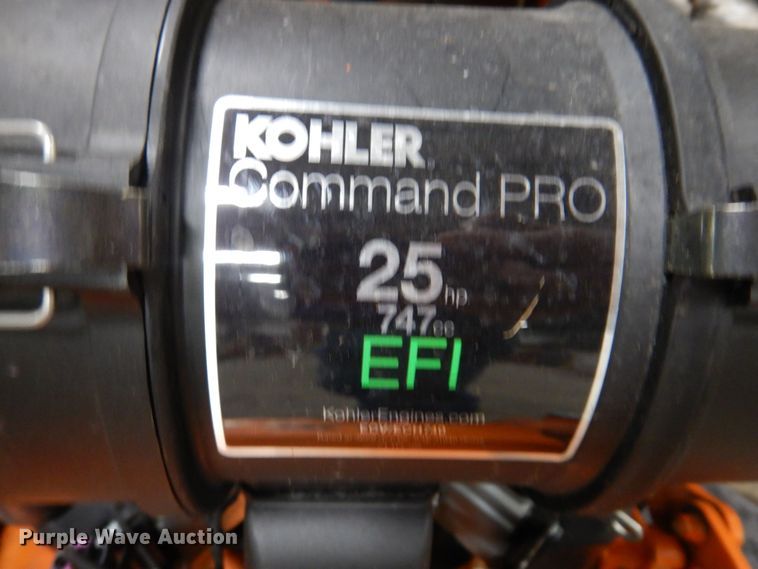 KOHLER
Command PRO
25 hp
747cc
EFI
KohlerEngines.com
Purple Wave Auction